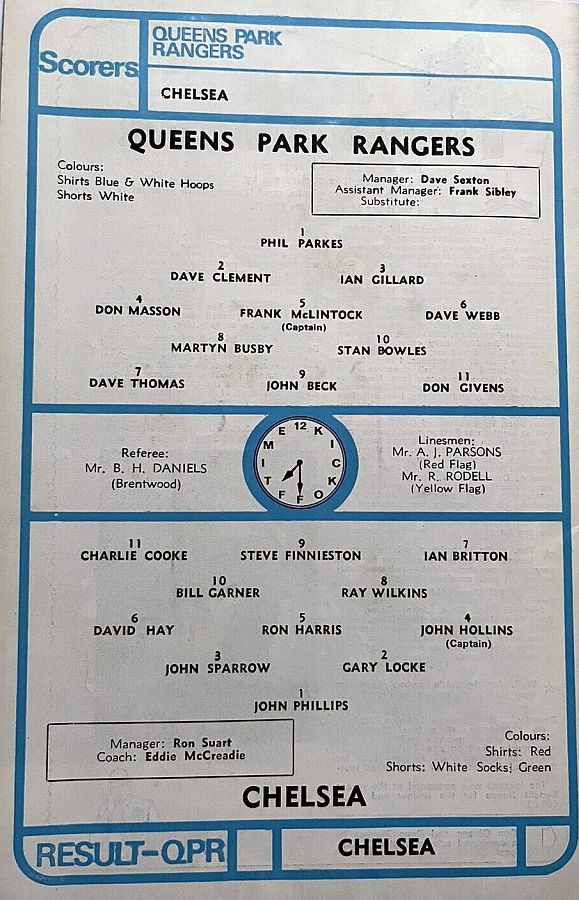 Scorers
QUEENS PARK
RANGERS
CHELSEA
QUEENS PARK RANGERS
Colours:
Shirts Blue & White Hoops
Shorts White
Manager: Dave Sexton
Assistant Manager: Frank Sibley
Substitute:
1
PHIL PARKES
2 3
DAVE CLEMENT IAN GILLARD
4 5 6
DON MASSON FRANK McLINTOCK DAVE WEBB
(Captain)
8 10
MARTYN BUSBY STAN BOWLES
7 9 11
DAVE THOMAS JOHN BECK DON GIVENS
Referee:
Mr. B. H. DANIELS
(Brentwood)
12 KICK OFF TIME
Linesmen:
Mr. A. J. PARSONS
(Red Flag)
Mr. R. RODELL
(Yellow Flag)
11 9 7
CHARLIE COOKE STEVE FINNIESTON IAN BRITTON
10 8
BILL GARNER RAY WILKINS
6 5 4
DAVID HAY RON HARRIS JOHN HOLLINS
(Captain)
3 2
JOHN SPARROW GARY LOCKE
1
JOHN PHILLIPS
Manager: Ron Suart
Coach: Eddie McCreadie
Colours:
Shirts: Red
Shorts: White Socks: Green
CHELSEA
RESULT-QPR CHELSEA